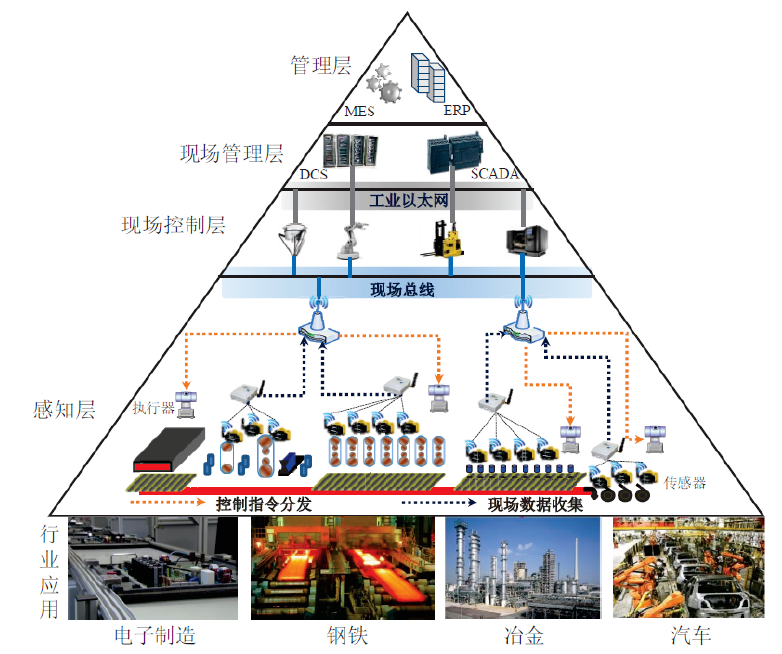 管理层
MES
ERP
现场管理层
DCS
SCADA
工业以太网
现场控制层
现场总线
感知层
执行器
传感器
控制指令分发
现场数据收集
行业应用
电子制造
钢铁
冶金
汽车